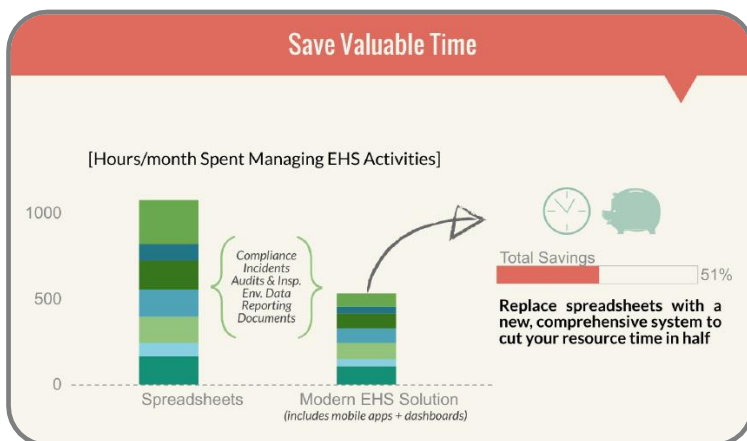 Save Valuable Time
[Hours/month Spent Managing EHS Activities]
1000
500
0
Compliance
Incidents
Audits & Insp.
Env. Data
Reporting
Documents
Spreadsheets
Modern EHS Solution
(includes mobile apps + dashboards)
Total Savings
51%
Replace spreadsheets with a
new, comprehensive system to
cut your resource time in half